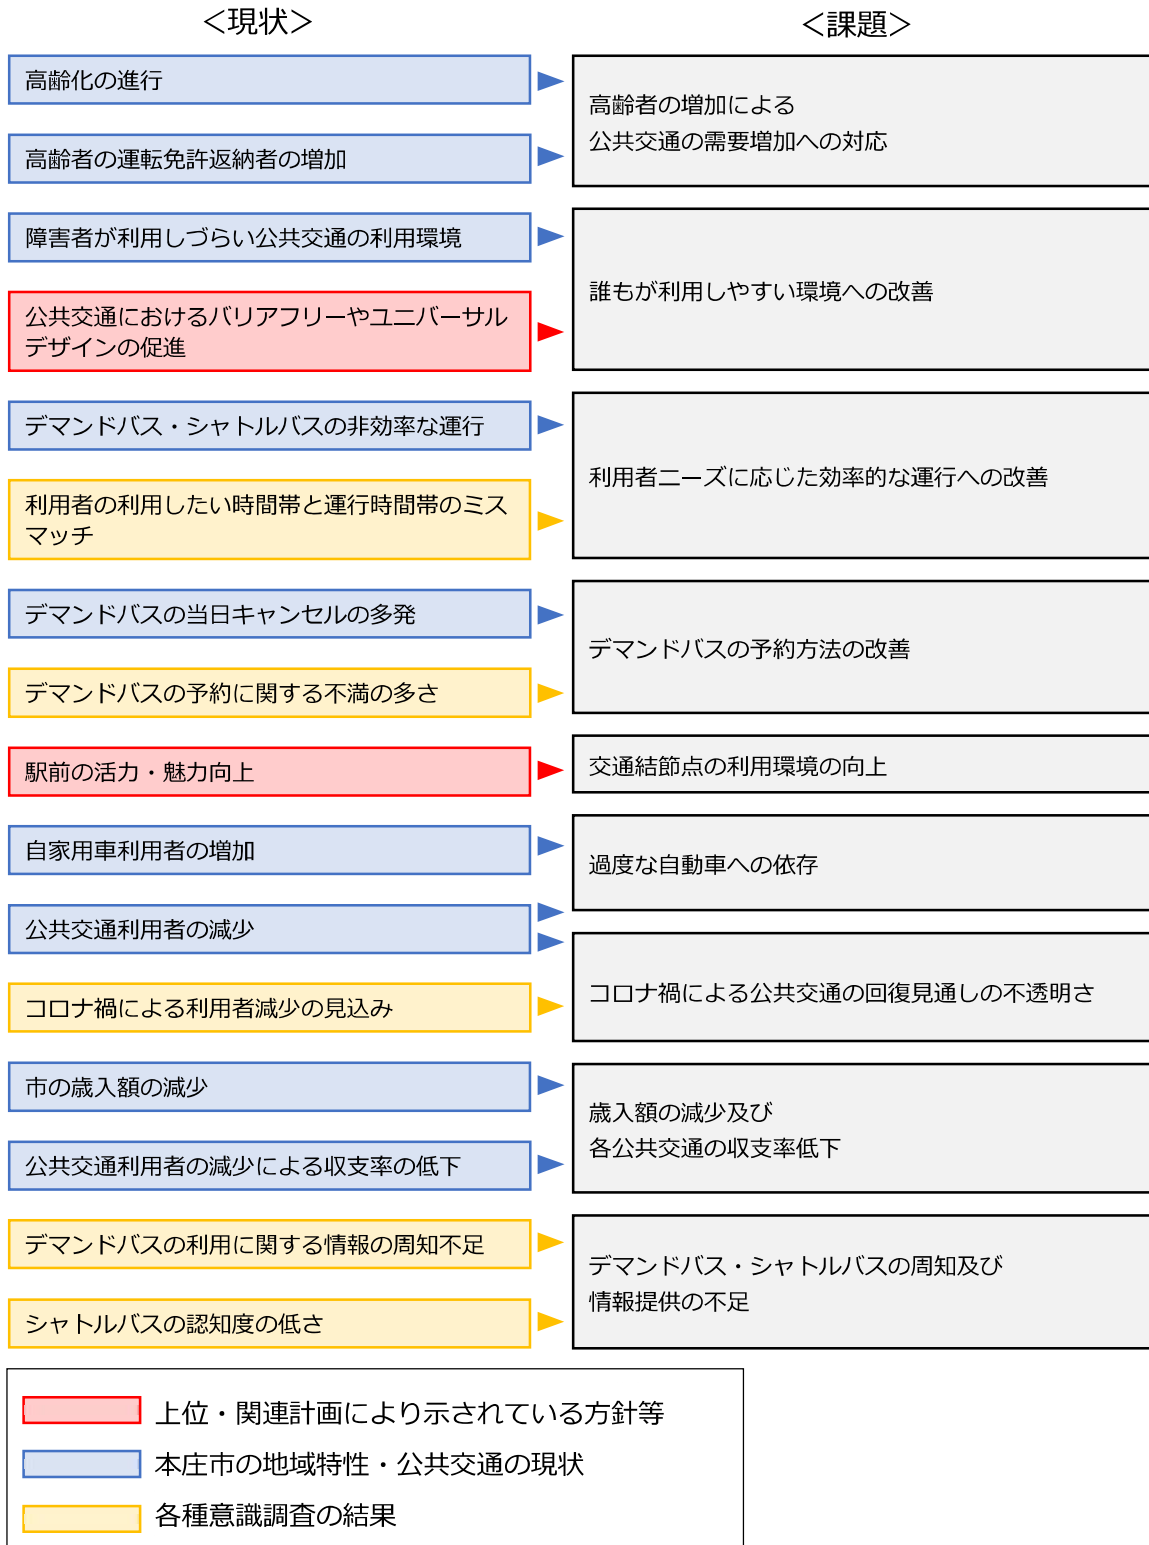 ＜現状＞
＜課題＞
高齢化の進行
高齢者の運転免許返納者の増加
高齢者の増加による
公共交通の需要増加への対応
障害者が利用しづらい公共交通の利用環境
公共交通におけるバリアフリーやユニバーサル
デザインの促進
誰もが利用しやすい環境への改善
デマンドバス・シャトルバスの非効率な運行
利用者の利用したい時間帯と運行時間帯のミス
マッチ
利用者ニーズに応じた効率的な運行への改善
デマンドバスの当日キャンセルの多発
デマンドバスの予約に関する不満の多さ
デマンドバスの予約方法の改善
駅前の活力・魅力向上
交通結節点の利用環境の向上
自家用車利用者の増加
過度な自動車への依存
公共交通利用者の減少
コロナ禍による利用者減少の見込み
コロナ禍による公共交通の回復見通しの不透明さ
市の歳入額の減少
公共交通利用者の減少による収支率の低下
歳入額の減少及び
各公共交通の収支率低下
デマンドバスの利用に関する情報の周知不足
シャトルバスの認知度の低さ
デマンドバス・シャトルバスの周知及び
情報提供の不足
上位・関連計画により示されている方針等
本庄市の地域特性・公共交通の現状
各種意識調査の結果